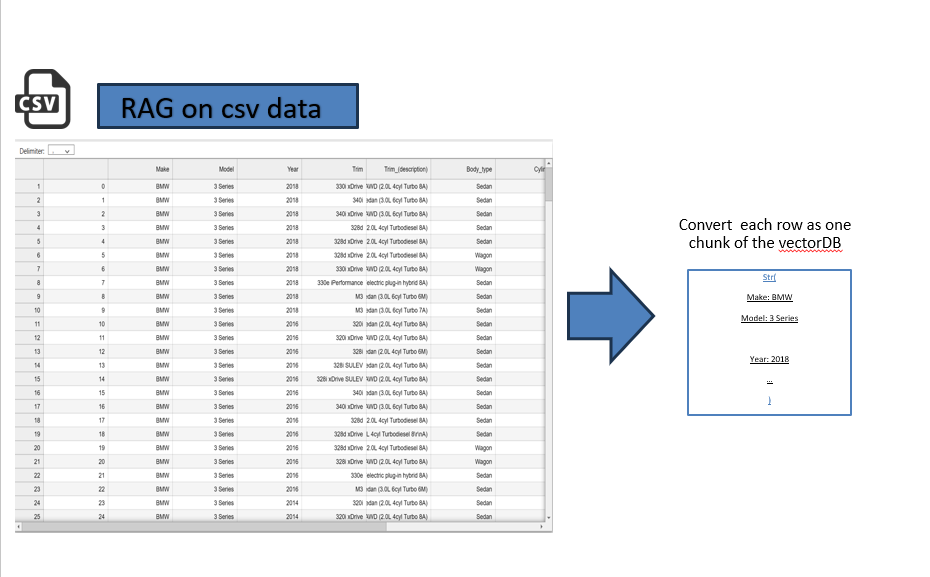 CSV
RAG on csv data
Delimiter: ,
Make Model Year Trim Trim_(description) Body_type Cylin
1 0 BMW 3 Series 2018 330i xDrive AWD (2.0L 4cyl Turbo 8A) Sedan
2 1 BMW 3 Series 2018 340i edan (3.0L 6cyl Turbo 8A) Sedan
3 2 BMW 3 Series 2018 340i xDrive AWD (3.0L 6cyl Turbo 8A) Sedan
4 3 BMW 3 Series 2018 328d 2.0L 4cyl Turbodiesel 8A) Sedan
5 4 BMW 3 Series 2018 328d xDrive 2.0L 4cyl Turbodiesel 8A) Sedan
6 5 BMW 3 Series 2018 328d xDrive 2.0L 4cyl Turbodiesel 8A) Wagon
7 6 BMW 3 Series 2018 330i xDrive AWD (2.0L 4cyl Turbo 8A) Wagon
8 7 BMW 3 Series 2018 330e iPerformance electric plug-in hybrid 8A) Sedan
9 8 BMW 3 Series 2018 M3 edan (3.0L 6cyl Turbo 6M) Sedan
10 9 BMW 3 Series 2018 M3 edan (3.0L 6cyl Turbo 7A) Sedan
11 10 BMW 3 Series 2016 320i edan (2.0L 4cyl Turbo 8A) Sedan
12 11 BMW 3 Series 2016 320i xDrive AWD (2.0L 4cyl Turbo 8A) Sedan
13 12 BMW 3 Series 2016 328i edan (2.0L 4cyl Turbo 6M) Sedan
14 13 BMW 3 Series 2016 328i SULEV edan (2.0L 4cyl Turbo 8A) Sedan
15 14 BMW 3 Series 2016 328i xDrive SULEV AWD (2.0L 4cyl Turbo 8A) Sedan
16 15 BMW 3 Series 2016 340i edan (3.0L 6cyl Turbo 8A) Sedan
17 16 BMW 3 Series 2016 340i xDrive AWD (3.0L 6cyl Turbo 8A) Sedan
18 17 BMW 3 Series 2016 328d 2.0L 4cyl Turbodiesel 8A) Sedan
19 18 BMW 3 Series 2016 328d xDrive L 4cyl Turbodiesel Sedan
20 19 BMW 3 Series 2016 328d xDrive 2.0L 4cyl Turbodiesel 8A) Wagon
21 20 BMW 3 Series 2016 328i xDrive AWD (2.0L 4cyl Turbo 8A) Wagon
22 21 BMW 3 Series 2016 330e electric plug-in hybrid 8A) Sedan
23 22 BMW 3 Series 2016 M3 edan (3.0L 6cyl Turbo 6M) Sedan
24 23 BMW 3 Series 2014 320i edan (2.0L 4cyl Turbo 8A) Sedan
25 24 BMW 3 Series 2014 320i xDrive AWD (2.0L 4cyl Turbo 8A) Sedan
Convert each row as one
chunk of the vectorDB
Str(
Make: BMW
Model: 3 Series
Year: 2018
...
)